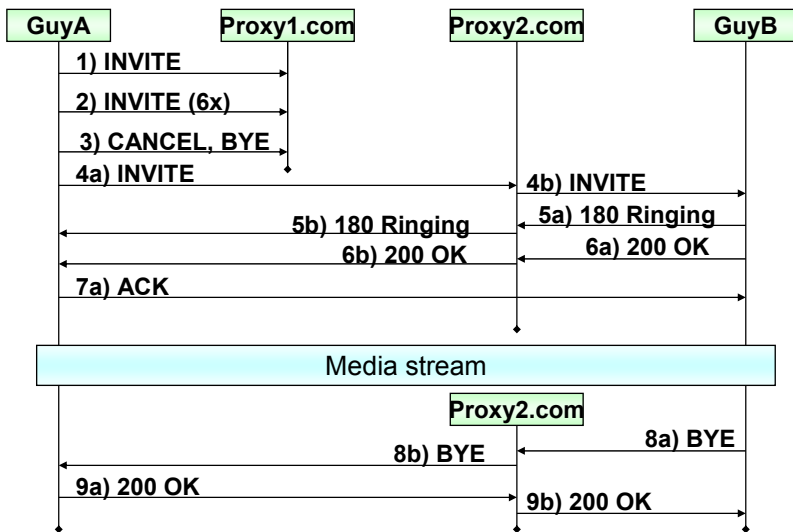 GuyA Proxy1.com Proxy2.com GuyB
1) INVITE
2) INVITE (6x)
3) CANCEL, BYE
4a) INVITE
4b) INVITE
5a) 180 Ringing
5b) 180 Ringing
6a) 200 OK
6b) 200 OK
7a) ACK
Media stream
Proxy2.com
8a) BYE
8b) BYE
9a) 200 OK
9b) 200 OK